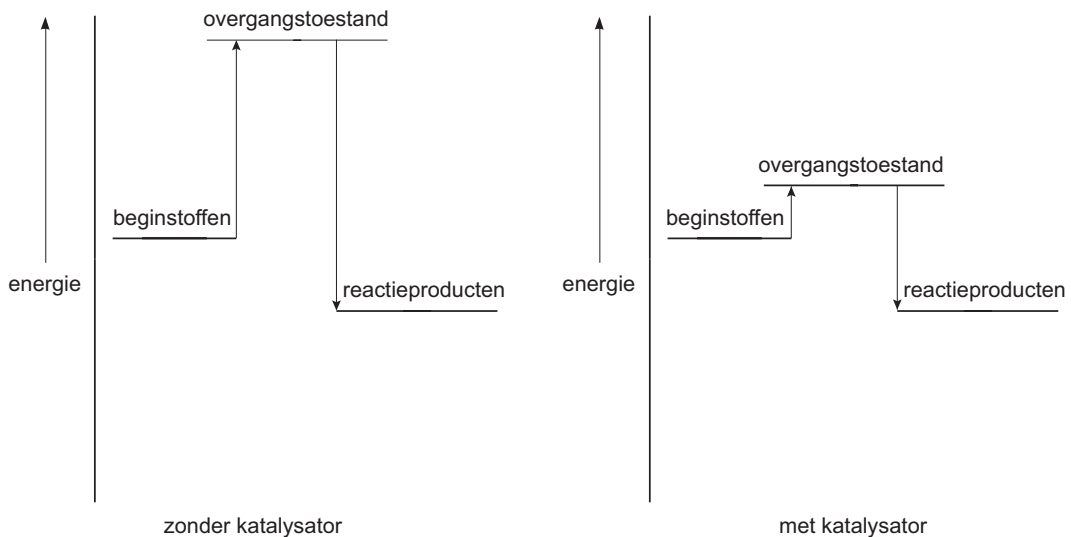 overgangstoestand
beginstoffen
energie
reactieproducten
zonder katalysator
overgangstoestand
beginstoffen
energie
reactieproducten
met katalysator